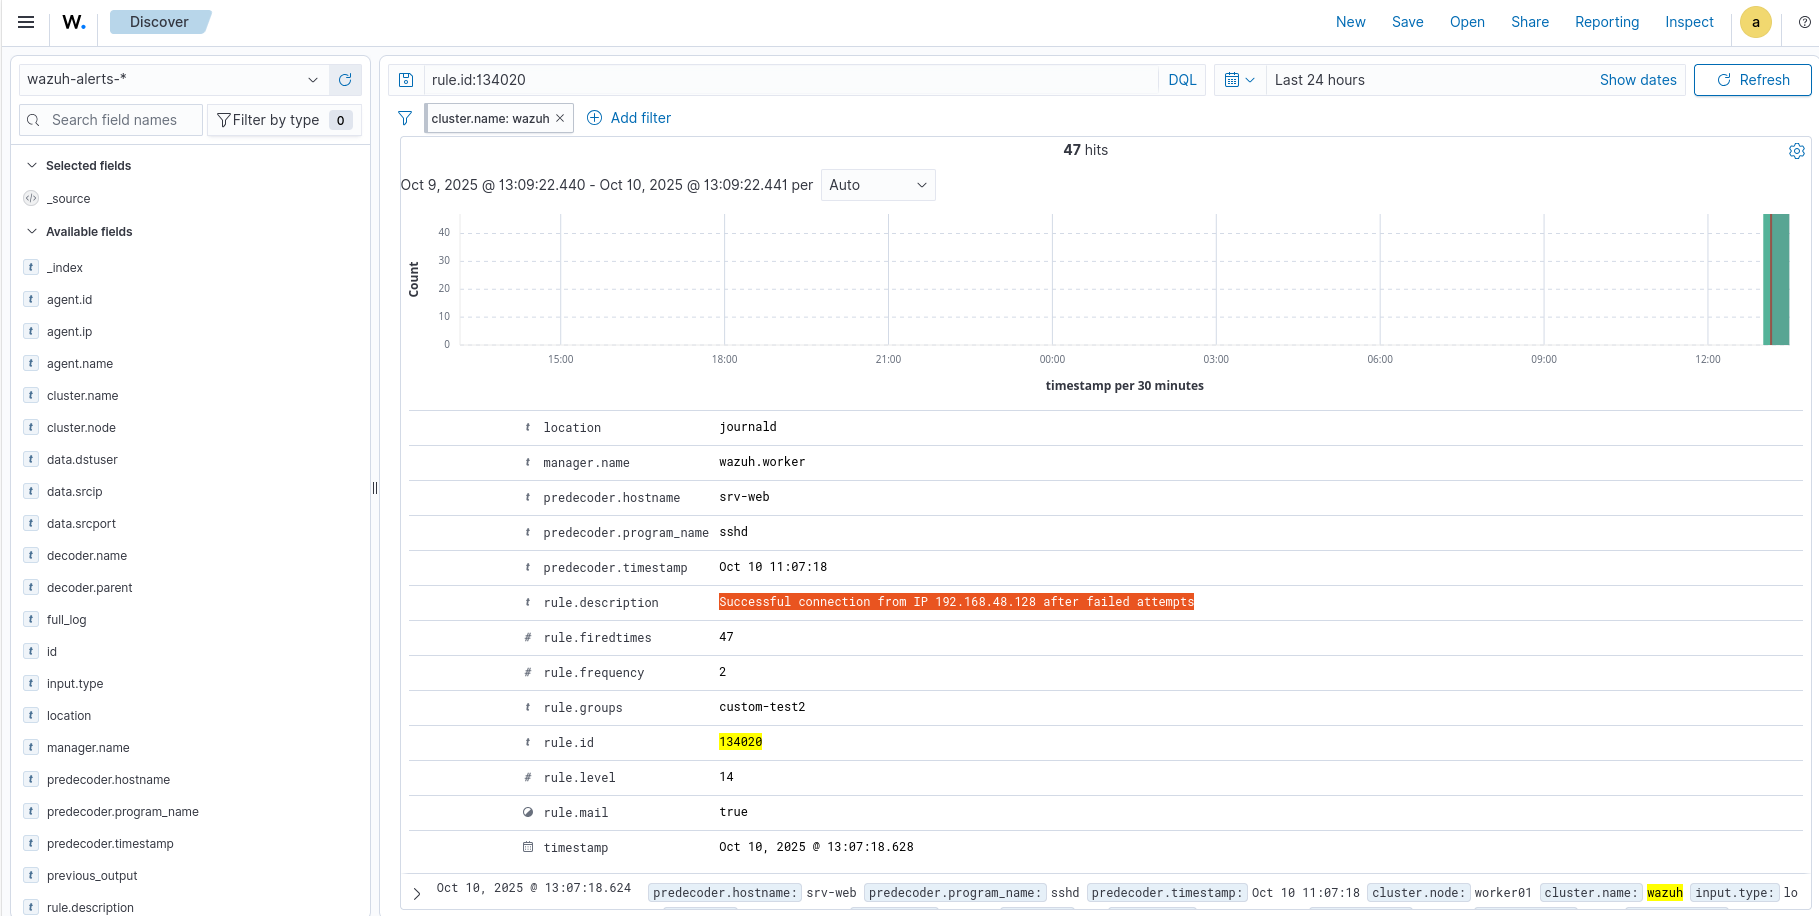 W. Discover New Save Open Share Reporting Inspect a
wazuh-alerts-*
rule.id:134020 DQL Last 24 hours Show dates Refresh
Search field names Filter by type 0
cluster.name: wazuh × Add filter
47 hits
Selected fields
_source
Oct 9, 2025 @ 13:09:22.440 - Oct 10, 2025 @ 13:09:22.441 per Auto
Available fields
t _index
t agent.id
t agent.ip
t agent.name
t cluster.name
t cluster.node
t data.dstuser
t data.srcip
t data.srcport
t decoder.name
t decoder.parent
t full_log
t id
t input.type
t location
t manager.name
t predecoder.hostname
t predecoder.program_name
t predecoder.timestamp
t previous_output
t rule.description
Count
40
30
20
10
0
15:00 18:00 21:00 00:00 03:00 06:00 09:00 12:00
timestamp per 30 minutes
t location journald
t manager.name wazuh.worker
t predecoder.hostname srv-web
t predecoder.program_name sshd
t predecoder.timestamp Oct 10 11:07:18
t rule.description Successful connection from IP 192.168.48.128 after failed attempts
# rule.firedtimes 47
# rule.frequency 2
t rule.groups custom-test2
t rule.id 134020
# rule.level 14
rule.mail true
timestamp Oct 10, 2025 @ 13:07:18.628
Oct 10, 2025 @ 13:07:18.624 predecoder.hostname: srv-web predecoder.program_name: sshd predecoder.timestamp: Oct 10 11:07:18 cluster.node: worker01 cluster.name: wazuh input.type: lo